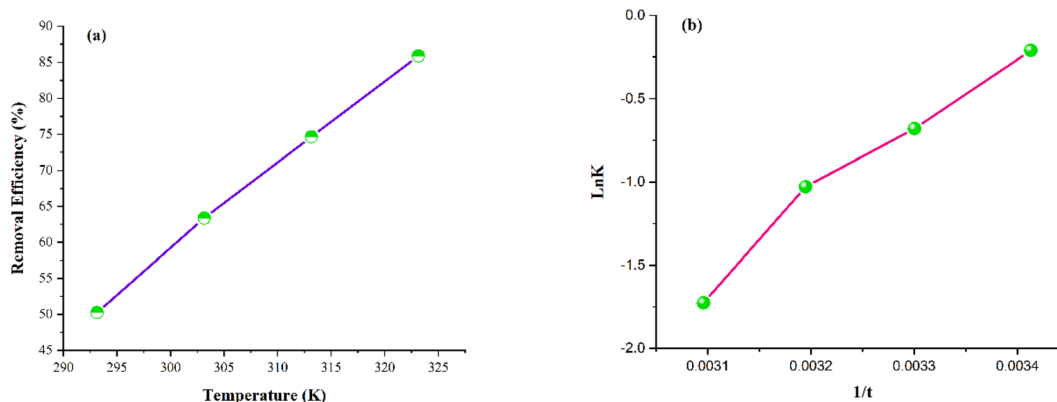 (a)
Removal Efficiency (%)
90
85
80
75
70
65
60
55
50
45
290 295 300 305 310 315 320 325
Temperature (K)
(b)
LnK
0.0
-0.5
-1.0
-1.5
-2.0
0.0031 0.0032 0.0033 0.0034
1/t